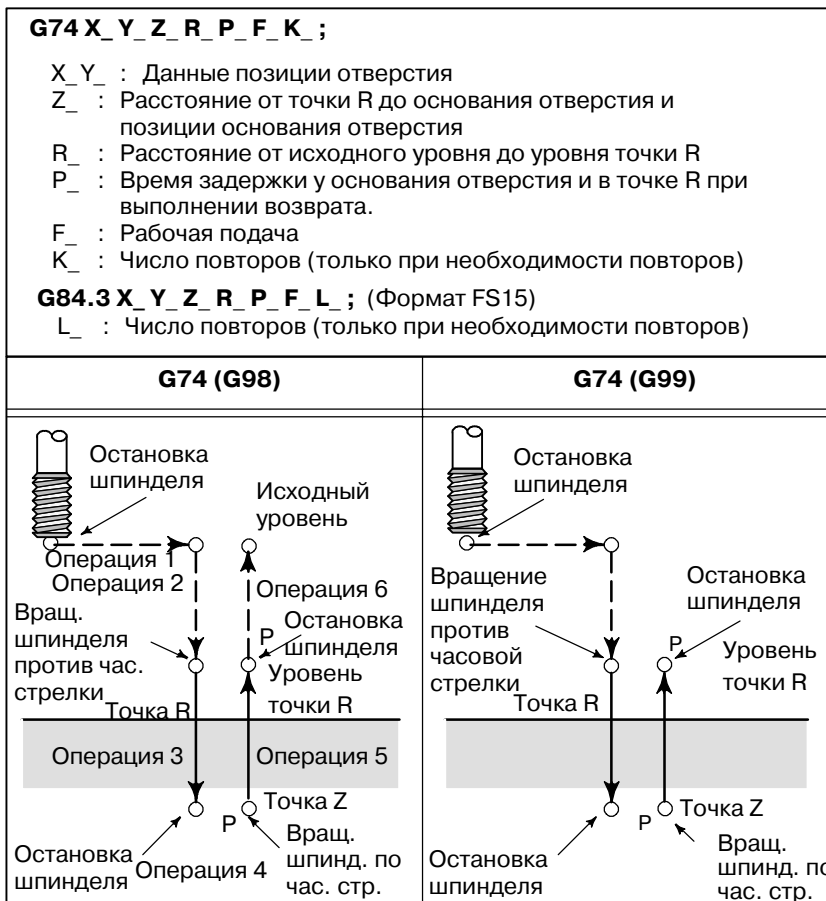 G74 X_ Y_ Z_ R_ P_ F_ K_ ;
X_ Y_ : Данные позиции отверстия
Z_ : Расстояние от точки R до основания отверстия и
позиции основания отверстия
R_ : Расстояние от исходного уровня до уровня точки R
P_ : Время задержки у основания отверстия и в точке R при
выполнении возврата.
F_ : Рабочая подача
K_ : Число повторов (только при необходимости повторов)
G84.3 X_ Y_ Z_ R_ P_ F_ L_ ; (Формат FS15)
L_ : Число повторов (только при необходимости повторов)
G74 (G98)
Остановка
шпинделя
Исходный
уровень
Операция 1
Операция 2
Операция 6
Вращ.
шпинделя
против час.
стрелки
P
Остановка
шпинделя
Уровень
точки R
Точка R
Операция 3
Операция 5
Точка Z
P
Остановка
шпинделя
Операция 4
Вращ.
шпинд. по
час. стр.
G74 (G99)
Остановка
шпинделя
Вращение
шпинделя
против
часовой
стрелки
Остановка
шпинделя
P
Уровень
точки R
Точка R
Точка Z
P
Остановка
шпинделя
Вращ.
шпинд. по
час. стр.